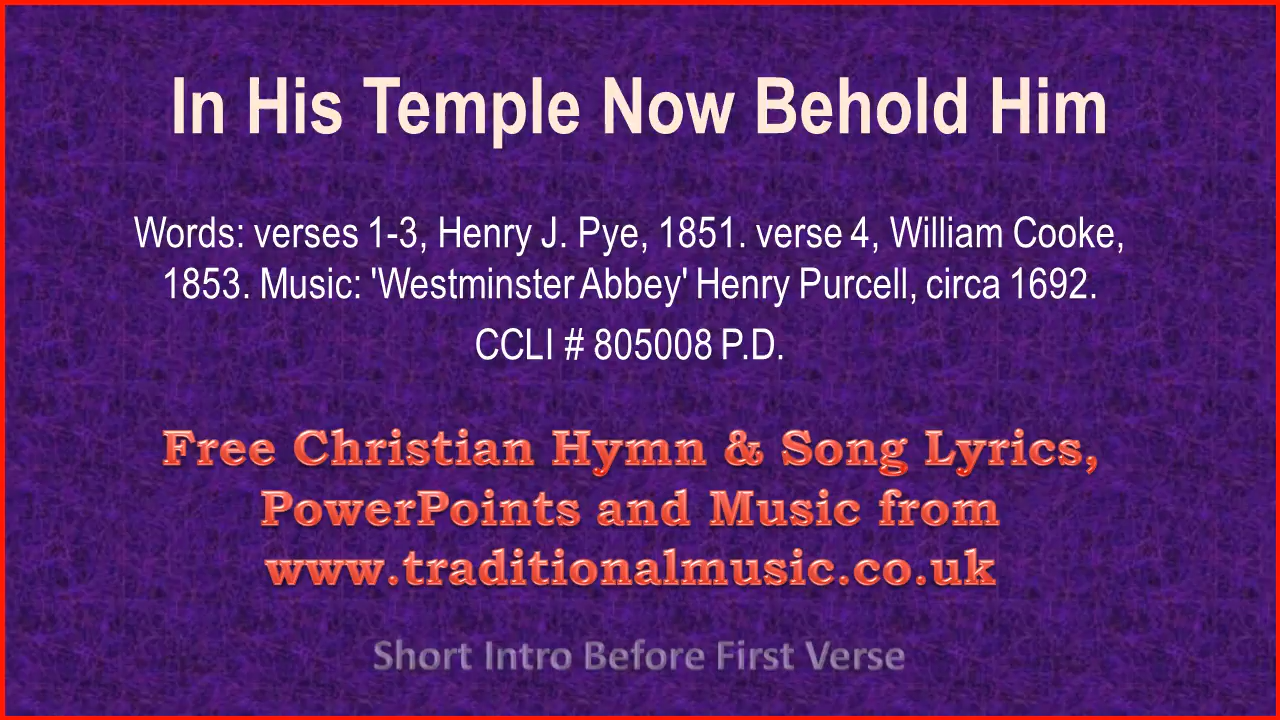 In His Temple Now Behold Him
Words: verses 1-3, Henry J. Pye, 1851. verse 4, William Cooke,
1853. Music: 'Westminster Abbey' Henry Purcell, circa 1692.
CCLI # 805008 P.D.
Free Christian Hymn & Song Lyrics,
PowerPoints and Music from
www.traditionalmusic.co.uk
Short Intro Before First Verse